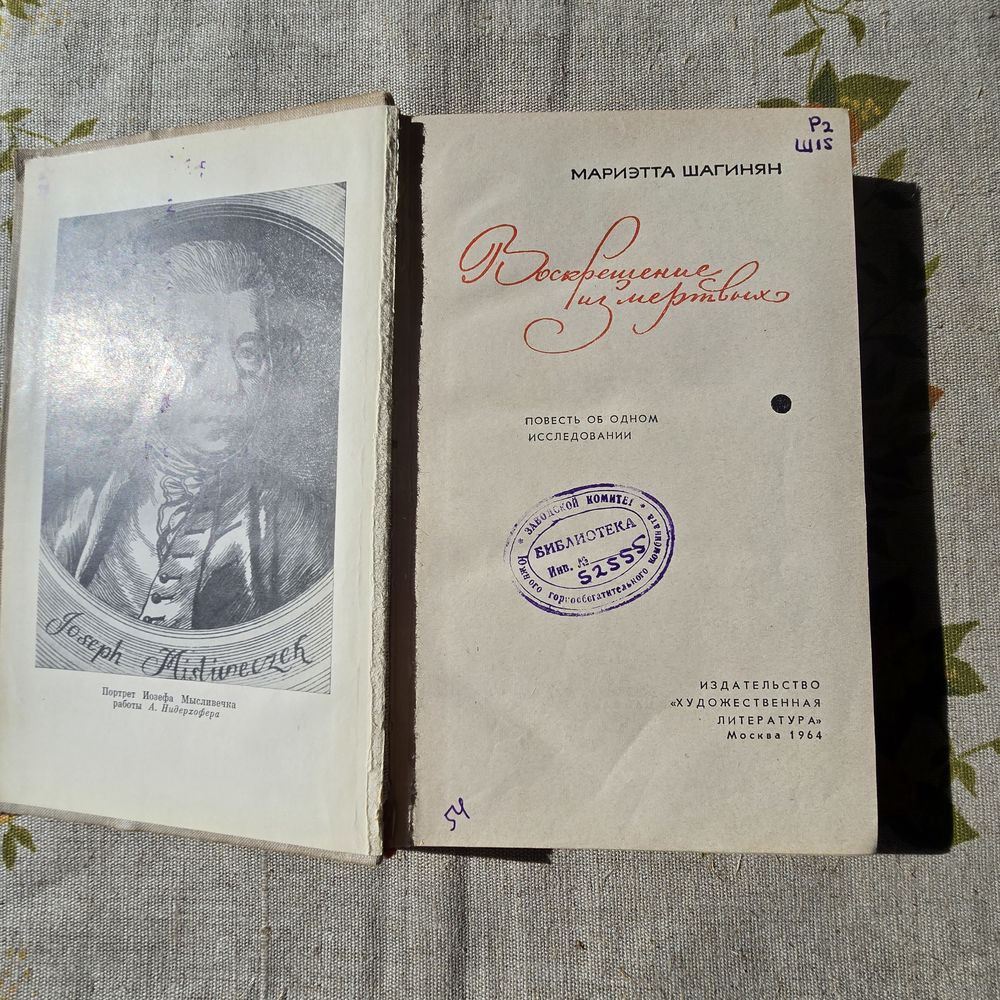 Joseph Misliweczek
Портрет Иозефа Мысливечка
работы А. Нидерхофера
Р2
Ш15
МАРИЭТТА ШАГИНЯН
Воскрешение
из мертвых
ПОВЕСТЬ ОБ ОДНОМ
ИССЛЕДОВАНИИ
* ЗАВОДСКОЙ КОМИТЕТ *
БИБЛИОТЕКА
Инв. №
52555
Южного горнообогатительного комбината
ИЗДАТЕЛЬСТВО
«ХУДОЖЕСТВЕННАЯ
ЛИТЕРАТУРА»
Москва 1964
54